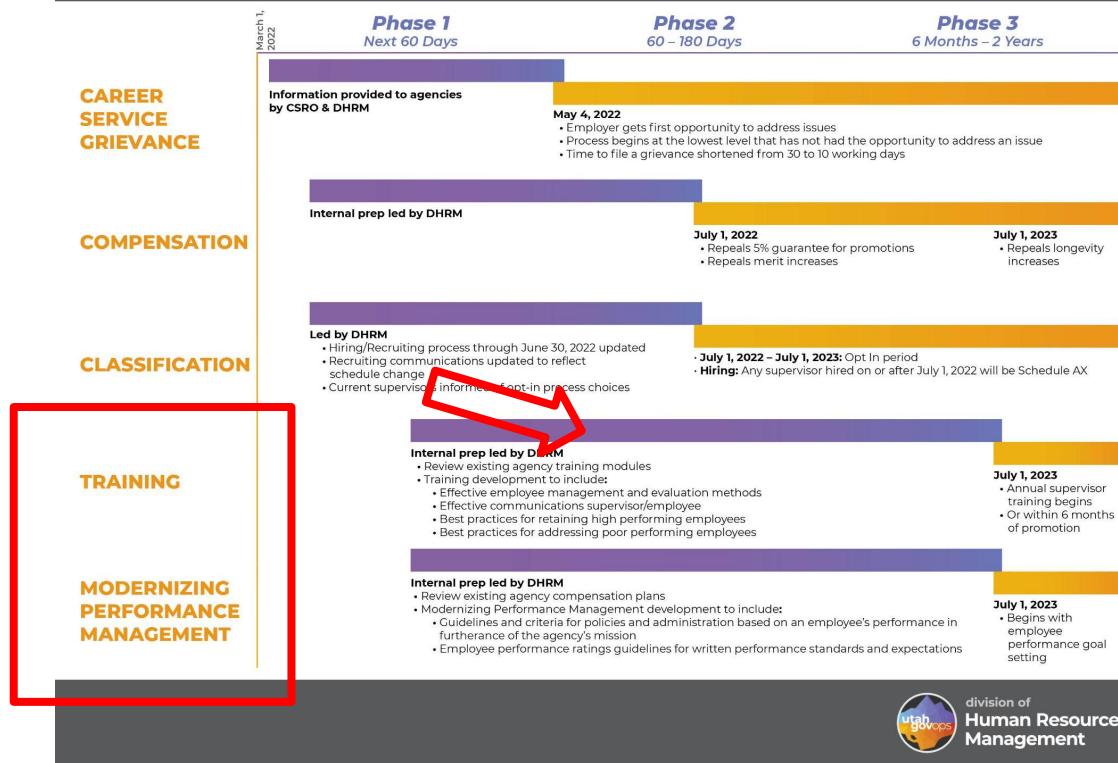 March 1,
2022
Phase 1
Next 60 Days
Phase 2
60 – 180 Days
Phase 3
6 Months – 2 Years
CAREER
SERVICE
GRIEVANCE
Information provided to agencies
by CSRO & DHRM
May 4, 2022
• Employer gets first opportunity to address issues
• Process begins at the lowest level that has not had the opportunity to address an issue
• Time to file a grievance shortened from 30 to 10 working days
COMPENSATION
Internal prep led by DHRM
July 1, 2022
• Repeals 5% guarantee for promotions
• Repeals merit increases
July 1, 2023
• Repeals longevity
increases
CLASSIFICATION
Led by DHRM
• Hiring/Recruiting process through June 30, 2022 updated
• Recruiting communications updated to reflect
schedule change
• Current supervisors informed of opt-in process choices
· July 1, 2022 – July 1, 2023: Opt In period
· Hiring: Any supervisor hired on or after July 1, 2022 will be Schedule AX
TRAINING
Internal prep led by DHRM
• Review existing agency training modules
• Training development to include:
• Effective employee management and evaluation methods
• Effective communications supervisor/employee
• Best practices for retaining high performing employees
• Best practices for addressing poor performing employees
July 1, 2023
• Annual supervisor
training begins
• Or within 6 months
of promotion
MODERNIZING
PERFORMANCE
MANAGEMENT
Internal prep led by DHRM
• Review existing agency compensation plans
• Modernizing Performance Management development to include:
• Guidelines and criteria for policies and administration based on an employee's performance in
furtherance of the agency's mission
• Employee performance ratings guidelines for written performance standards and expectations
July 1, 2023
• Begins with
employee
performance goal
setting
utah
govops
division of
Human Resource
Management